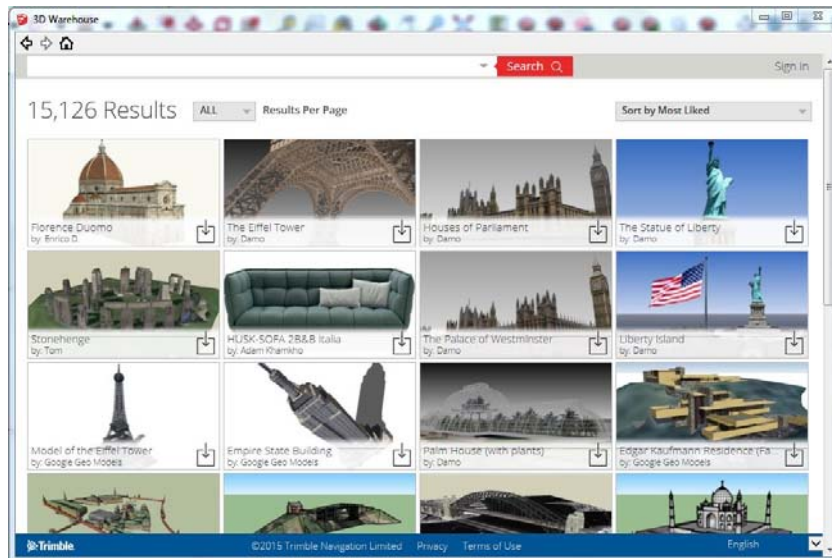 3D Warehouse
Search
Sign In
15,126 Results
ALL
Results Per Page
Sort by Most Liked
Florence Duomo
by: Enrico D.
The Eiffel Tower
by: Damo
Houses of Parliament
by: Damo
The Statue of Liberty
by: Damo
Stonehenge
by: Tom
HUSK-SOFA 2B&B Italia
by: Adam Khamkho
The Palace of Westminster
by: Damo
Liberty Island
by: Damo
Model of the Eiffel Tower
by: Google Geo Models
Empire State Building
by: Google Geo Models
Palm House (with plants)
by: Damo
Edgar Kaufmann Residence (Fa...
by: Google Geo Models
Trimble
©2015 Trimble Navigation Limited
Privacy
Terms of Use
English